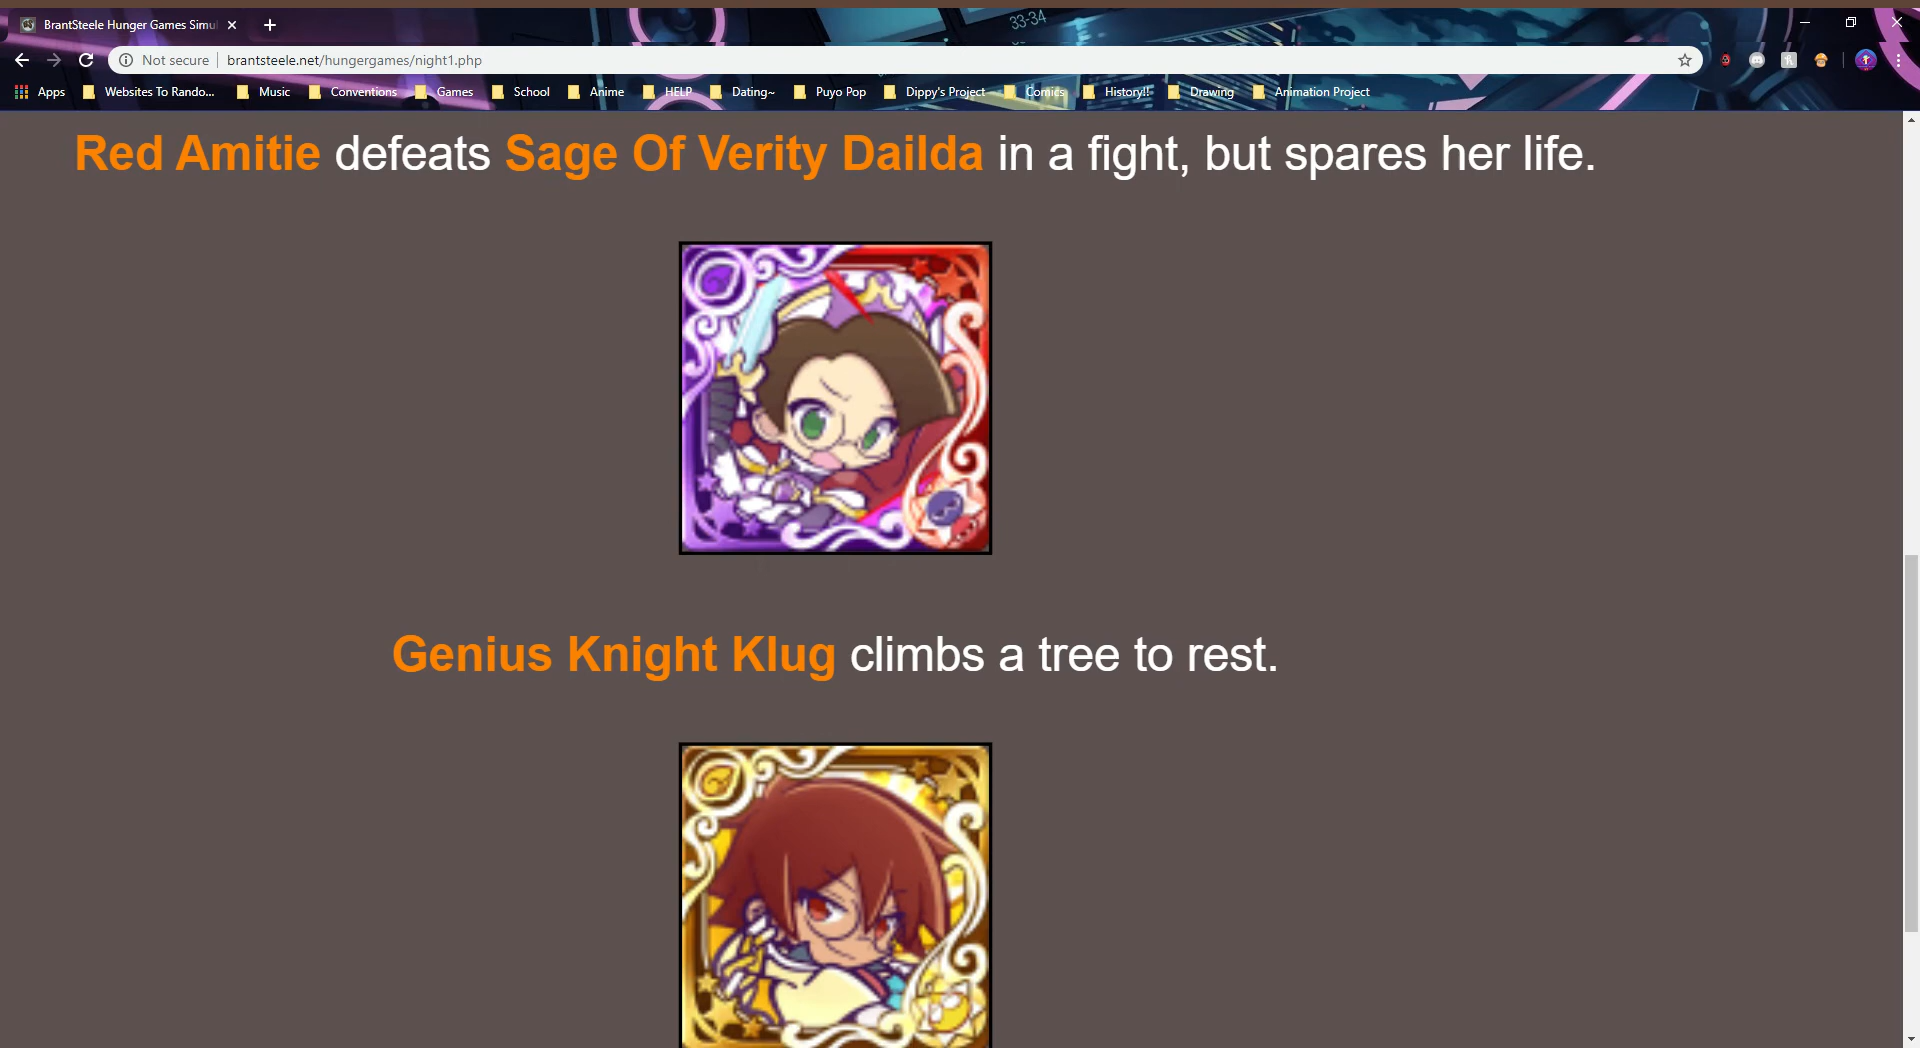 33-34
BrantSteele Hunger Games Simu
Not secure brantsteele.net/hungergames/night1.php
Apps Websites To Rando... Music Conventions Games School Anime HELP Dating~ Puyo Pop Dippy's Project Comics History!! Drawing Animation Project
Red Amitie defeats Sage Of Verity Dailda in a fight, but spares her life.
Genius Knight Klug climbs a tree to rest.